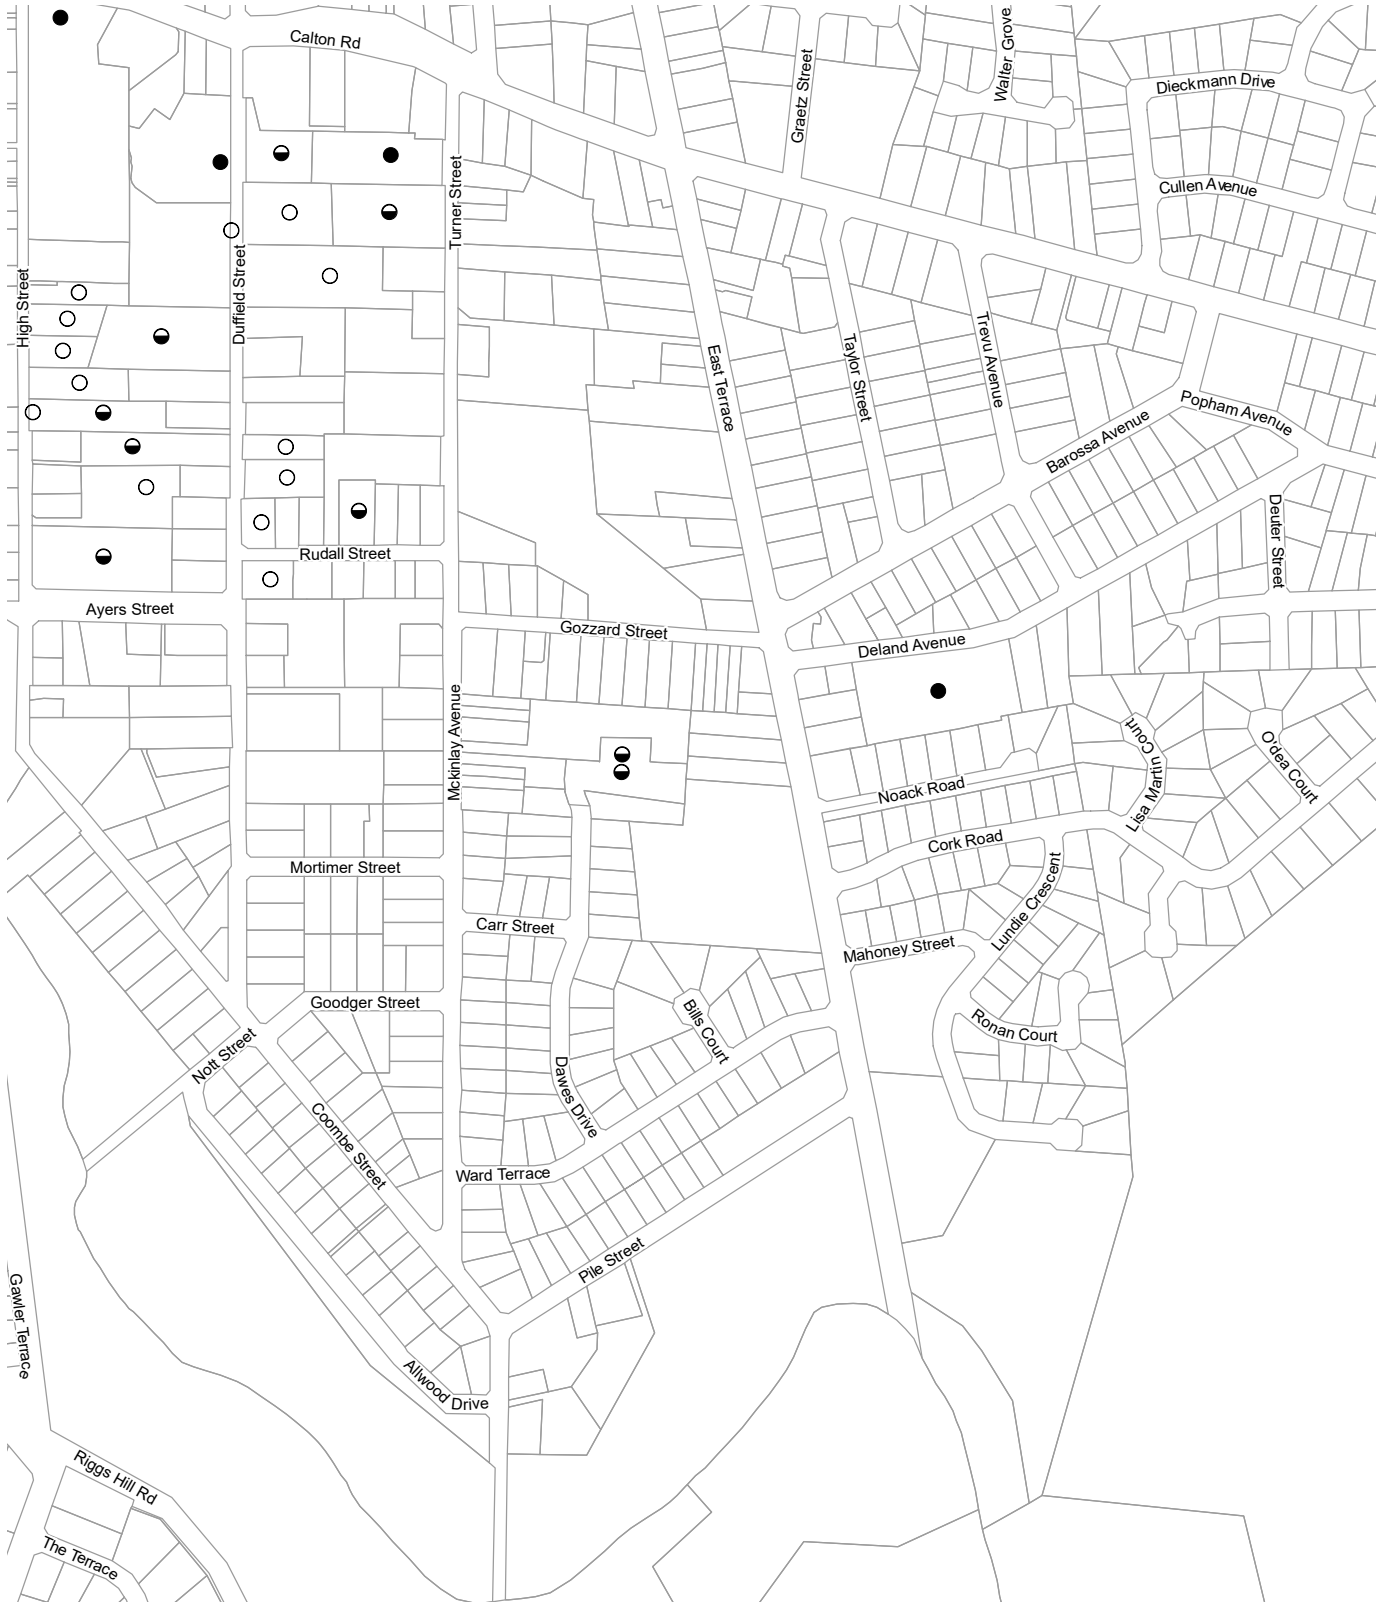 Calton Rd
Walter Grove
Graetz Street
Dieckmann Drive
Cullen Avenue
Turner Street
Duffield Street
High Street
East Terrace
Taylor Street
Trevu Avenue
Popham Avenue
Barossa Avenue
Deuter Street
Rudall Street
Ayers Street
Gozzard Street
Deland Avenue
Mckinlay Avenue
Lisa Martin Court
O'dea Court
Noack Road
Cork Road
Mortimer Street
Lundie Crescent
Carr Street
Mahoney Street
Goodger Street
Bills Court
Ronan Court
Nott Street
Dawes Drive
Coombe Street
Ward Terrace
Pile Street
Gawler Terrace
Allwood Drive
Riggs Hill Rd
The Terrace